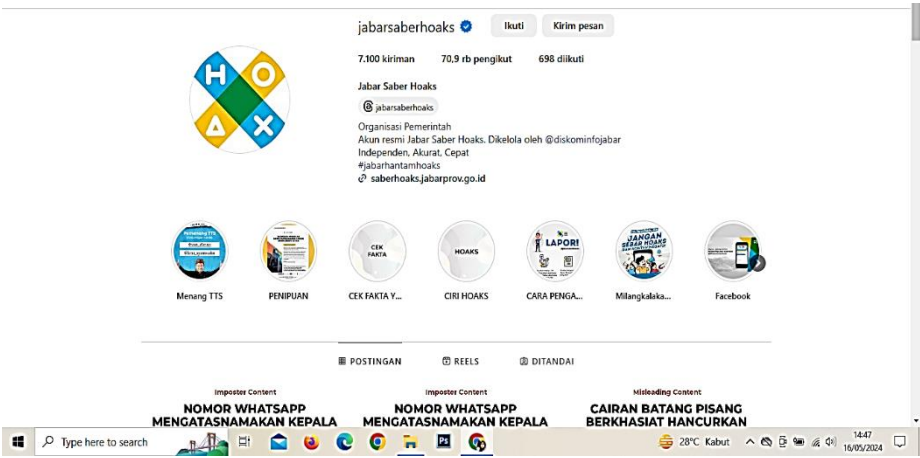 jabarsaberhoaks Ikuti Kirim pesan
7.100 kiriman 70,9 rb pengikut 698 diikuti
Jabar Saber Hoaks
jabarsaberhoaks
Organisasi Pemerintah
Akun resmi Jabar Saber Hoaks. Dikelola oleh @diskominfojabar
Independen, Akurat, Cepat
#jabarhantamhoaks
saberhoaks.jabarprov.go.id
H O
A X
CEK
FAKTA
HOAKS
LAPOR!
JANGAN
SEBAR HOAKS
Menang TTS PENIPUAN CEK FAKTA Y... CIRI HOAKS CARA PENGA... Milangkalaka... Facebook
POSTINGAN REELS DITANDAI
Imposter Content Imposter Content Misleading Content
NOMOR WHATSAPP NOMOR WHATSAPP CAIRAN BATANG PISANG
MENGATASNAMAKAN KEPALA MENGATASNAMAKAN KEPALA BERKHASIAT HANCURKAN
Type here to search Ps 28°C Kabut 14:47
16/05/2024